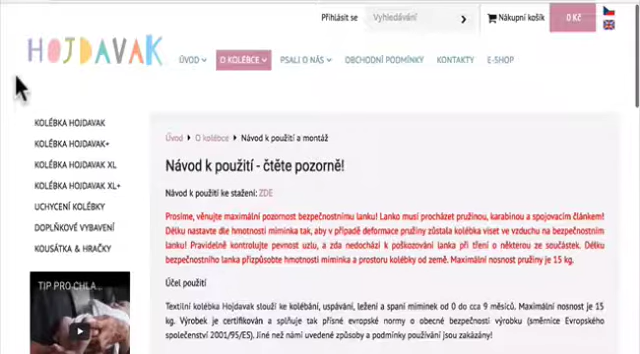 Přihlásit se
Vyhledávání
Nákupní košík
0 Kč
HOJDAVAK
ÚVOD
O KOLÉBCE
PSALI O NÁS
OBCHODNÍ PODMÍNKY
KONTAKTY
E-SHOP
KOLÉBKA HOJDAVAK
KOLÉBKA HOJDAVAK+
KOLÉBKA HOJDAVAK XL
KOLÉBKA HOJDAVAK XL+
UCHYCENÍ KOLÉBKY
DOPLŇKOVÉ VYBAVENÍ
KOUSÁTKA & HRAČKY
TIP PRO CHLA...
Úvod O kolébce Návod k použití a montáž
Návod k použití - čtěte pozorně!
Návod k použití ke stažení: ZDE
Prosíme, věnujte maximální pozornost bezpečnostnímu lanku! Lanko musí procházet pružinou, karabinou a spojovacím článkem!
Délku nastavte dle hmotnosti miminka tak, aby v případě deformace pružiny zůstala kolébka viset ve vzduchu na bezpečnostním
lanku! Pravidelně kontrolujte pevnost uzlu, a zda nedochází k poškozování lanka při tření o některou ze součástek. Délku
bezpečnostního lanka přizpůsobte hmotnosti miminka a prostoru kolébky od země. Maximální nosnost pružiny je 15 kg.
Účel použití
Textilní kolébka Hojdavak slouží ke kolébání, uspávání, ležení a spaní miminek od 0 do cca 9 měsíců. Maximální nosnost je 15
kg. Výrobek je certifikován a splňuje tak přísné evropské normy o obecné bezpečnosti výrobku (směrnice Evropského
společenství 2001/95/ES). Jiné než námi uvedené způsoby a podmínky používání jsou zakázány!